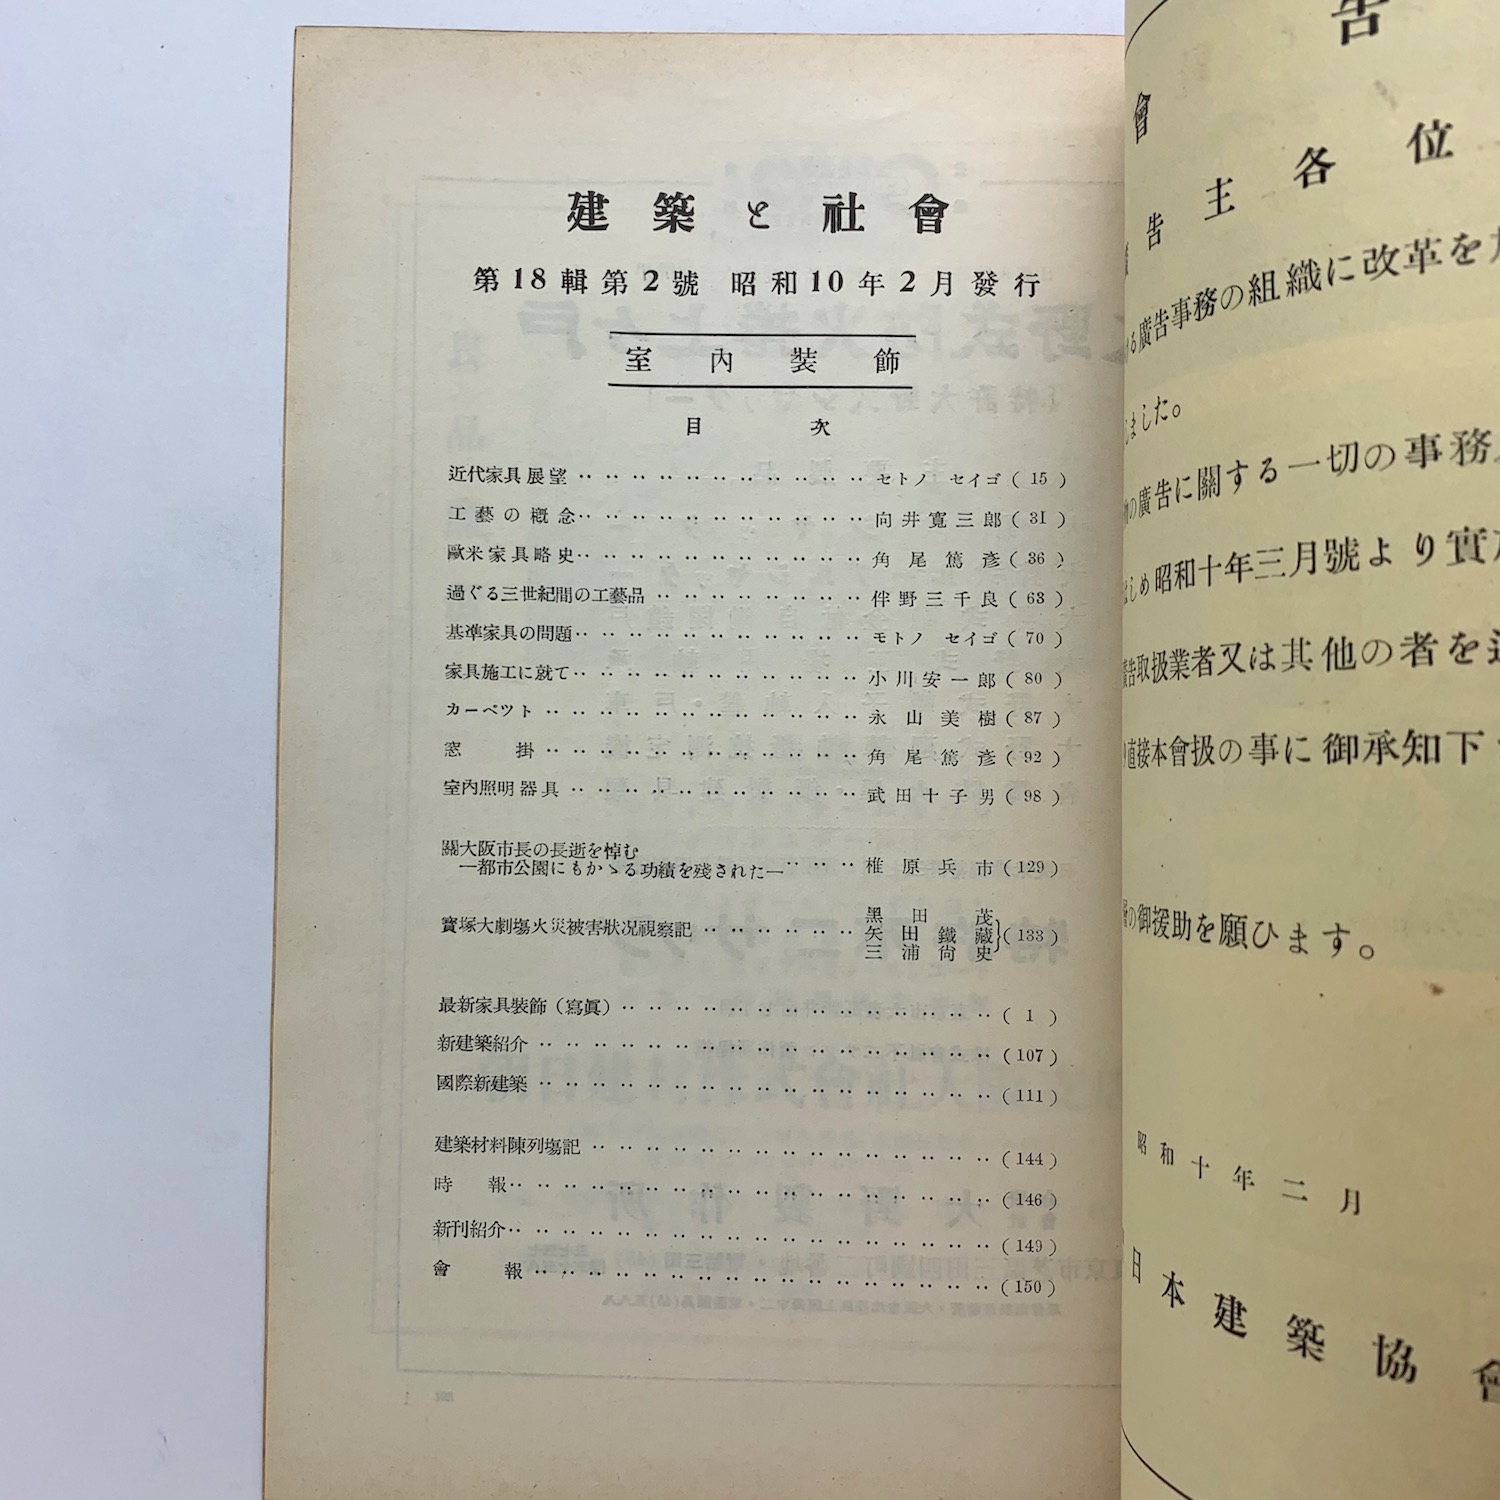 建築と社會
第18輯第2號 昭和10年2月發行
室內裝飾
目次
近代家具展望 セトノ セイゴ (15)
工藝の概念 向井寬三郎 (31)
歐米家具略史 角尾篤彥 (36)
過ぐる三世紀間の工藝品 伴野三千良 (63)
基準家具の問題 モトノ セイゴ (70)
家具施工に就て 小川安一郎 (80)
カーペツト 永山美樹 (87)
窓掛 角尾篤彥 (92)
室內照明器具 武田十子男 (98)
關大阪市長の長逝を悼む
—都市公園にもかゝる功績を殘された— 椎原兵市 (129)
寶塚大劇場火災被害狀况視察記 黑田茂
矢田鐵藏 (133)
三浦尙史
最新家具裝飾（寫眞） (1)
新建築紹介 (107)
國際新建築 (111)
建築材料陳列塲記 (144)
時報 (146)
新刊紹介 (149)
會報 (150)
告
會
告主各位
る廣告事務の組織に改革を
ました。
の廣告に關する一切の事務
しめ昭和十年三月號より實
廣告取扱業者又は其他の者を
直接本會扱の事に御承知下
の御援助を願ひます。
昭和十年二月
日本建築協會